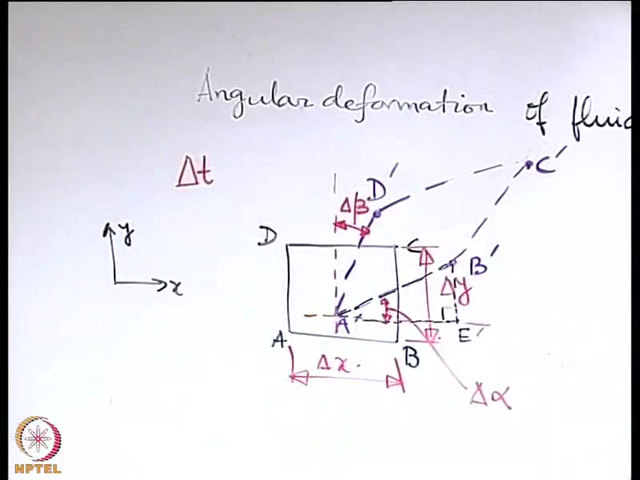 Angular deformation of fluid
Δt
D'
C'
Δβ
y
D
C
B'
x
Δy
A'
E'
A
B
Δx
Δα
NPTEL